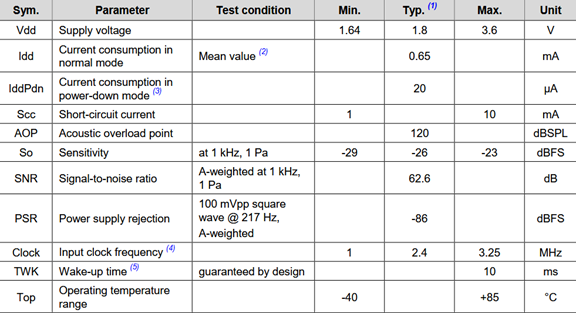 Sym. Parameter Test condition Min. Typ. (1) Max. Unit
Vdd Supply voltage 1.64 1.8 3.6 V
Idd Current consumption in normal mode Mean value (2) 0.65 mA
IddPdn Current consumption in power-down mode (3) 20 µA
Scc Short-circuit current 1 10 mA
AOP Acoustic overload point 120 dBSPL
So Sensitivity at 1 kHz, 1 Pa -29 -26 -23 dBFS
SNR Signal-to-noise ratio A-weighted at 1 kHz, 1 Pa 62.6 dB
PSR Power supply rejection 100 mVpp square wave @ 217 Hz, A-weighted -86 dBFS
Clock Input clock frequency (4) 1 2.4 3.25 MHz
TWK Wake-up time (5) guaranteed by design 10 ms
Top Operating temperature range -40 +85 °C